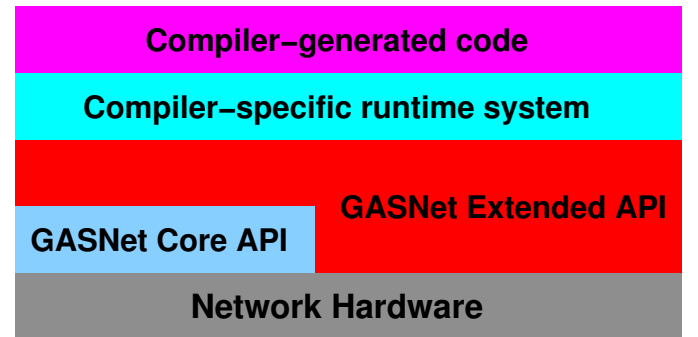 Compiler−generated code
Compiler−specific runtime system
GASNet Extended API
GASNet Core API
Network Hardware